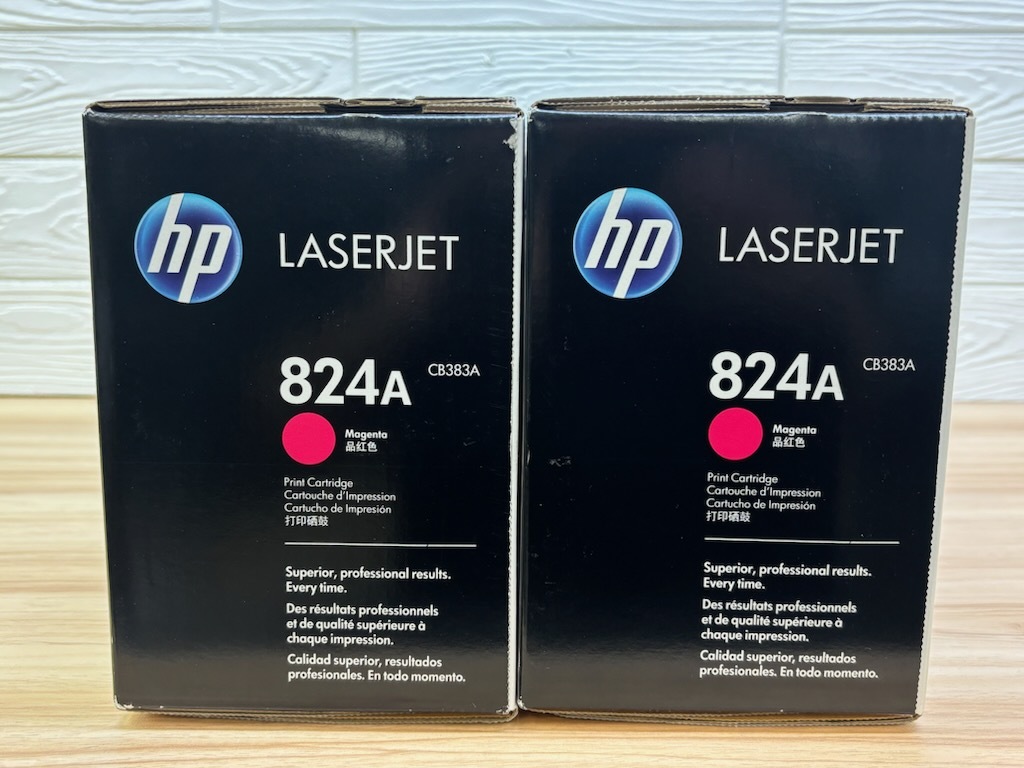 hp
LASERJET
824A CB383A
Magenta
品红色
Print Cartridge
Cartouche d'Impression
Cartucho de Impresión
打印硒鼓
Superior, professional results.
Every time.
Des résultats professionnels
et de qualité supérieure à
chaque impression.
Calidad superior, resultados
profesionales. En todo momento.
hp
LASERJET
824A CB383A
Magenta
品红色
Print Cartridge
Cartouche d'Impression
Cartucho de Impresión
打印硒鼓
Superior, professional results.
Every time.
Des résultats professionnels
et de qualité supérieure à
chaque impression.
Calidad superior, resultados
profesionales. En todo momento.